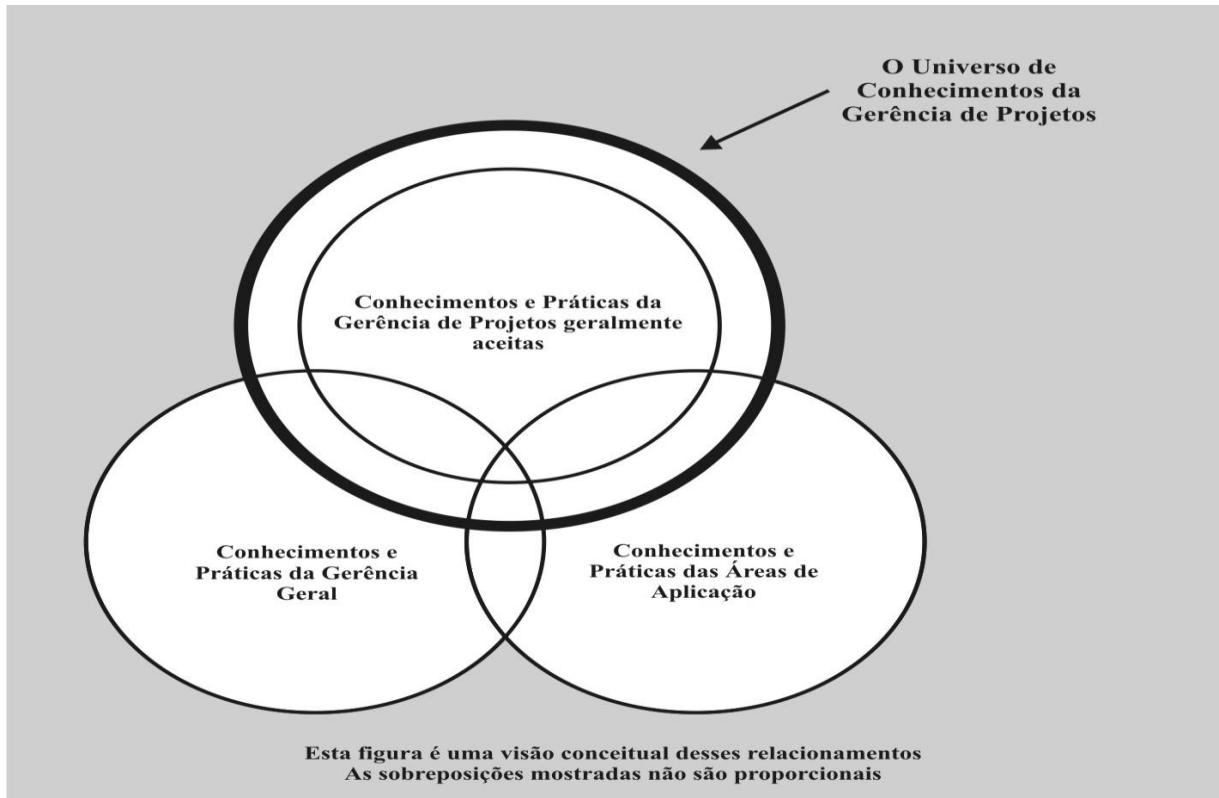 O Universo de
Conhecimentos da
Gerência de Projetos
Conhecimentos e Práticas da
Gerência de Projetos geralmente
aceitas
Conhecimentos e
Práticas da Gerência
Geral
Conhecimentos e
Práticas das Áreas de
Aplicação
Esta figura é uma visão conceitual desses relacionamentos
As sobreposições mostradas não são proporcionais